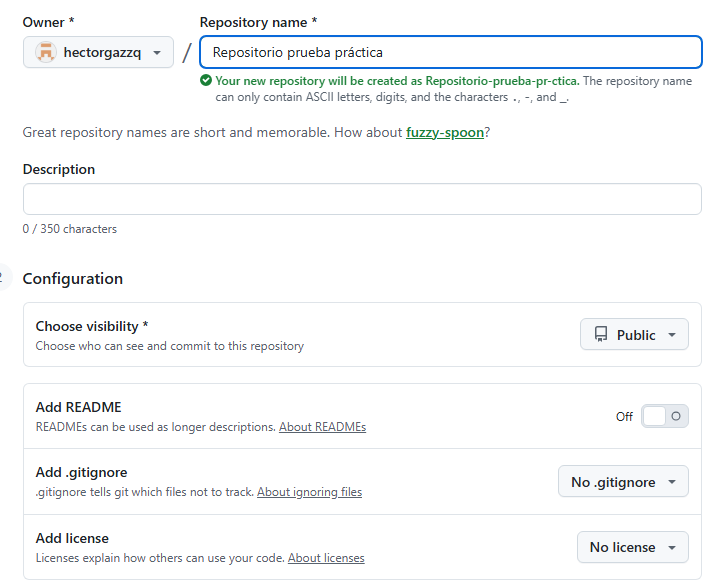 Owner *
Repository name *
hectorgazzq
/
Repositorio prueba práctica
Your new repository will be created as Repositorio-prueba-pr-ctica. The repository name
can only contain ASCII letters, digits, and the characters ., -, and _.
Great repository names are short and memorable. How about fuzzy-spoon?
Description
0 / 350 characters
Configuration
Choose visibility *
Choose who can see and commit to this repository
Public
Add README
READMEs can be used as longer descriptions. About READMEs
Off
Add .gitignore
.gitignore tells git which files not to track. About ignoring files
No .gitignore
Add license
Licenses explain how others can use your code. About licenses
No license